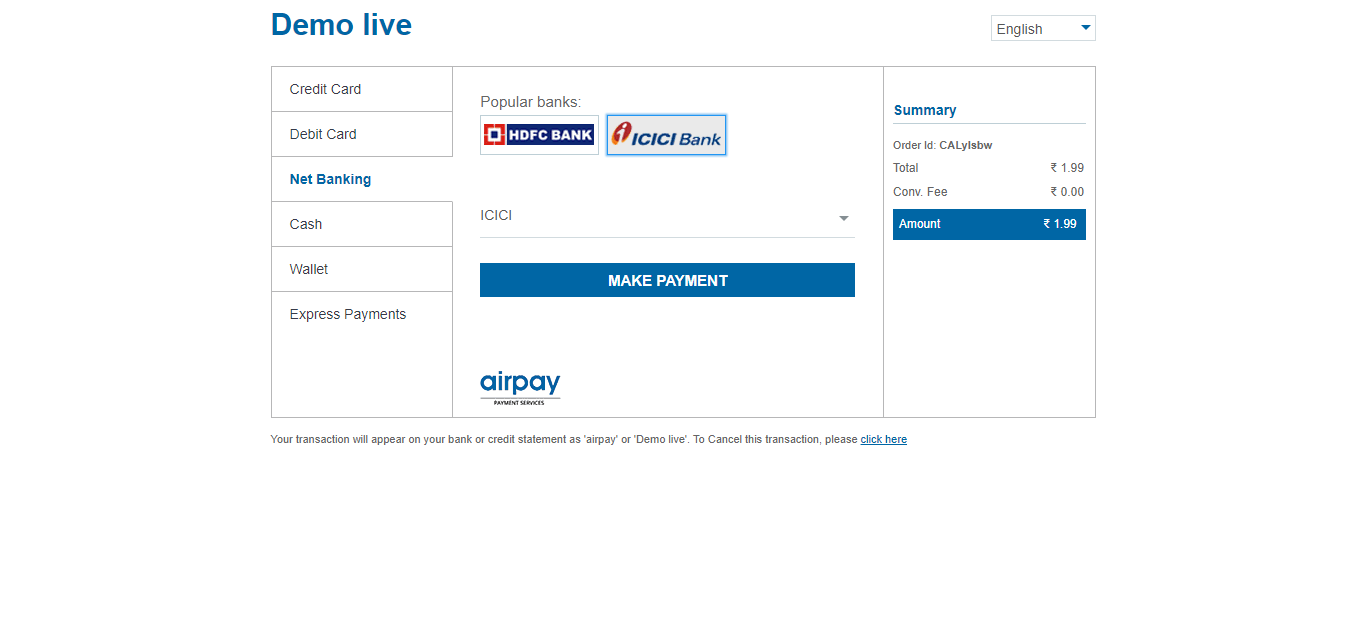 Demo live
English
Credit Card
Debit Card
Net Banking
Cash
Wallet
Express Payments
Popular banks:
HDFC BANK
ICICI Bank
ICICI
MAKE PAYMENT
airpay
PAYMENT SERVICES
Summary
Order Id: CALylsbw
Total ₹ 1.99
Conv. Fee ₹ 0.00
Amount ₹ 1.99
Your transaction will appear on your bank or credit statement as 'airpay' or 'Demo live'. To Cancel this transaction, please click here